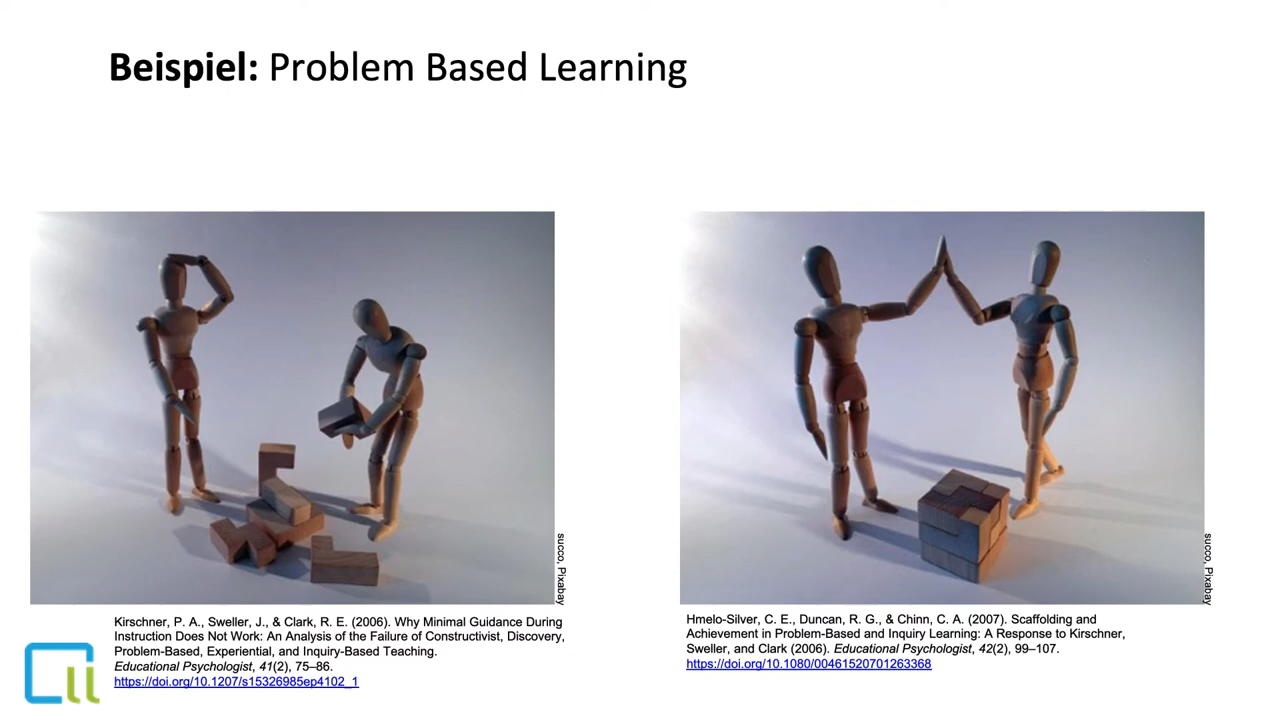 Beispiel: Problem Based Learning
succo, Pixabay
Kirschner, P. A., Sweller, J., & Clark, R. E. (2006). Why Minimal Guidance During
Instruction Does Not Work: An Analysis of the Failure of Constructivist, Discovery,
Problem-Based, Experiential, and Inquiry-Based Teaching.
Educational Psychologist, 41(2), 75–86.
https://doi.org/10.1207/s15326985ep4102_1
succo, Pixabay
Hmelo-Silver, C. E., Duncan, R. G., & Chinn, C. A. (2007). Scaffolding and
Achievement in Problem-Based and Inquiry Learning: A Response to Kirschner,
Sweller, and Clark (2006). Educational Psychologist, 42(2), 99–107.
https://doi.org/10.1080/00461520701263368